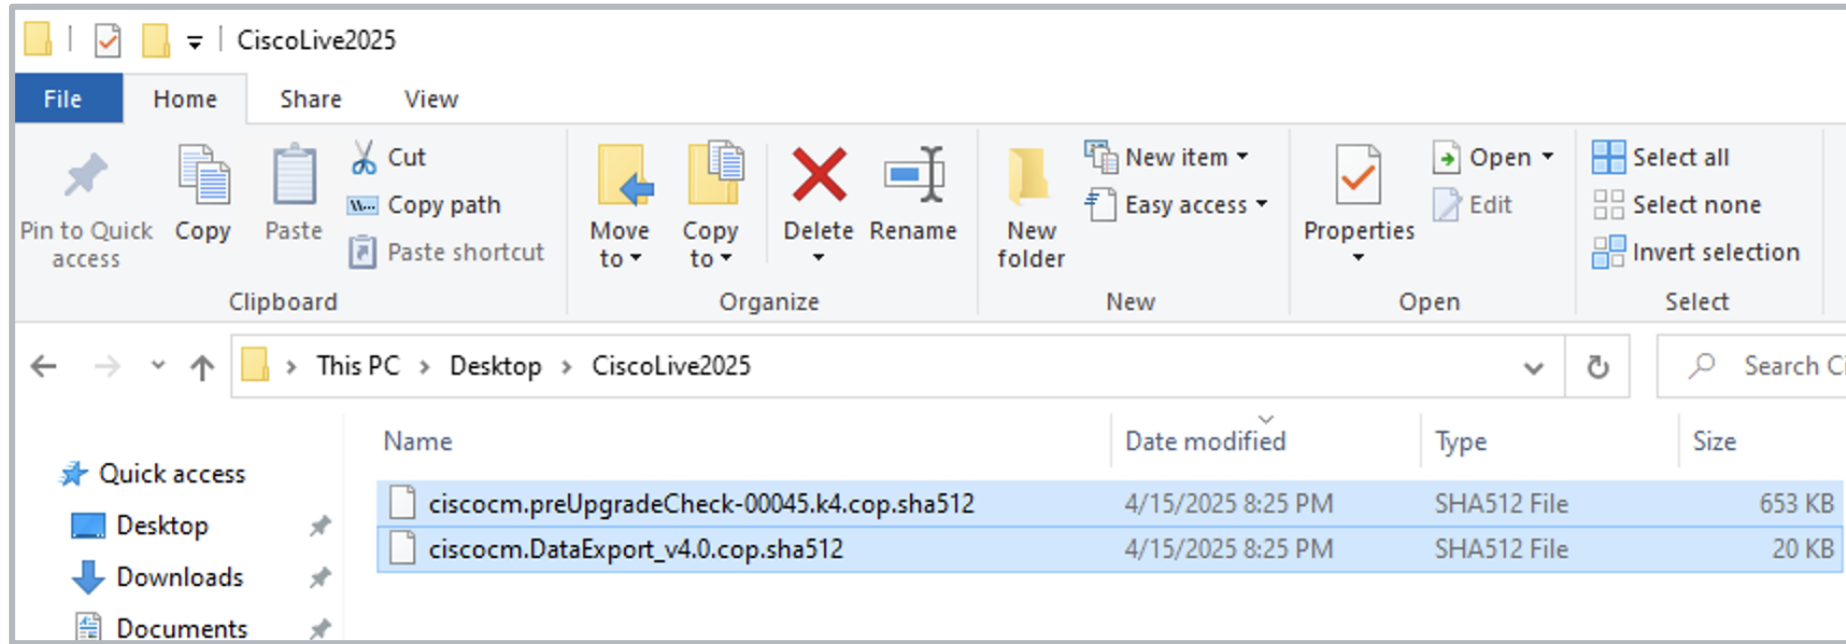 CiscoLive2025
File Home Share View
Pin to Quick access
Copy
Paste
Cut
Copy path
Paste shortcut
Clipboard
Move to
Copy to
Delete
Rename
Organize
New folder
New item
Easy access
New
Properties
Open
Edit
Open
Select all
Select none
Invert selection
Select
This PC > Desktop > CiscoLive2025
Search Ci
Name Date modified Type Size
Quick access
Desktop
Downloads
Documents
ciscocm.preUpgradeCheck-00045.k4.cop.sha512 4/15/2025 8:25 PM SHA512 File 653 KB
ciscocm.DataExport_v4.0.cop.sha512 4/15/2025 8:25 PM SHA512 File 20 KB